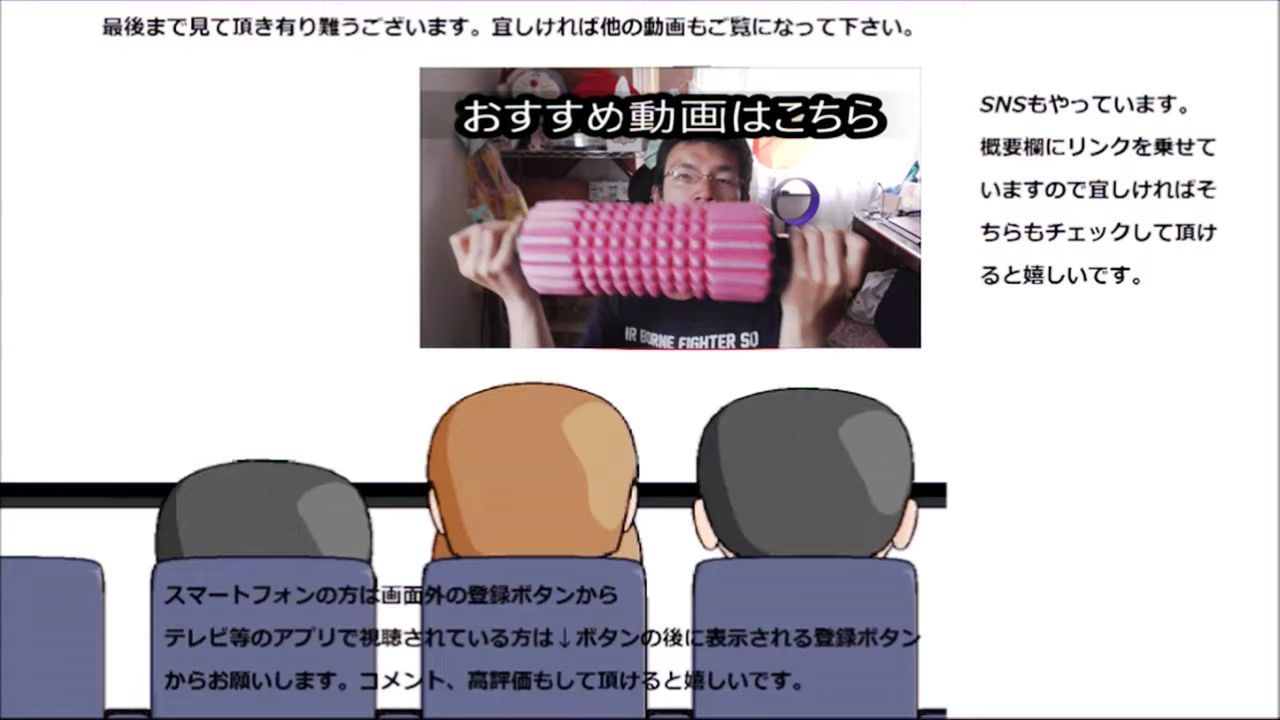 最後まで見て頂き有り難うございます。宜しければ他の動画もご覧になって下さい。
おすすめ動画はこちら
IR BORNE FIGHTER SO
SNSもやっています。
概要欄にリンクを乗せて
いますので宜しければそ
ちらもチェックして頂け
ると嬉しいです。
スマートフォンの方は画面外の登録ボタンから
テレビ等のアプリで視聴されている方は↓ボタンの後に表示される登録ボタン
からお願いします。コメント、高評価もして頂けると嬉しいです。